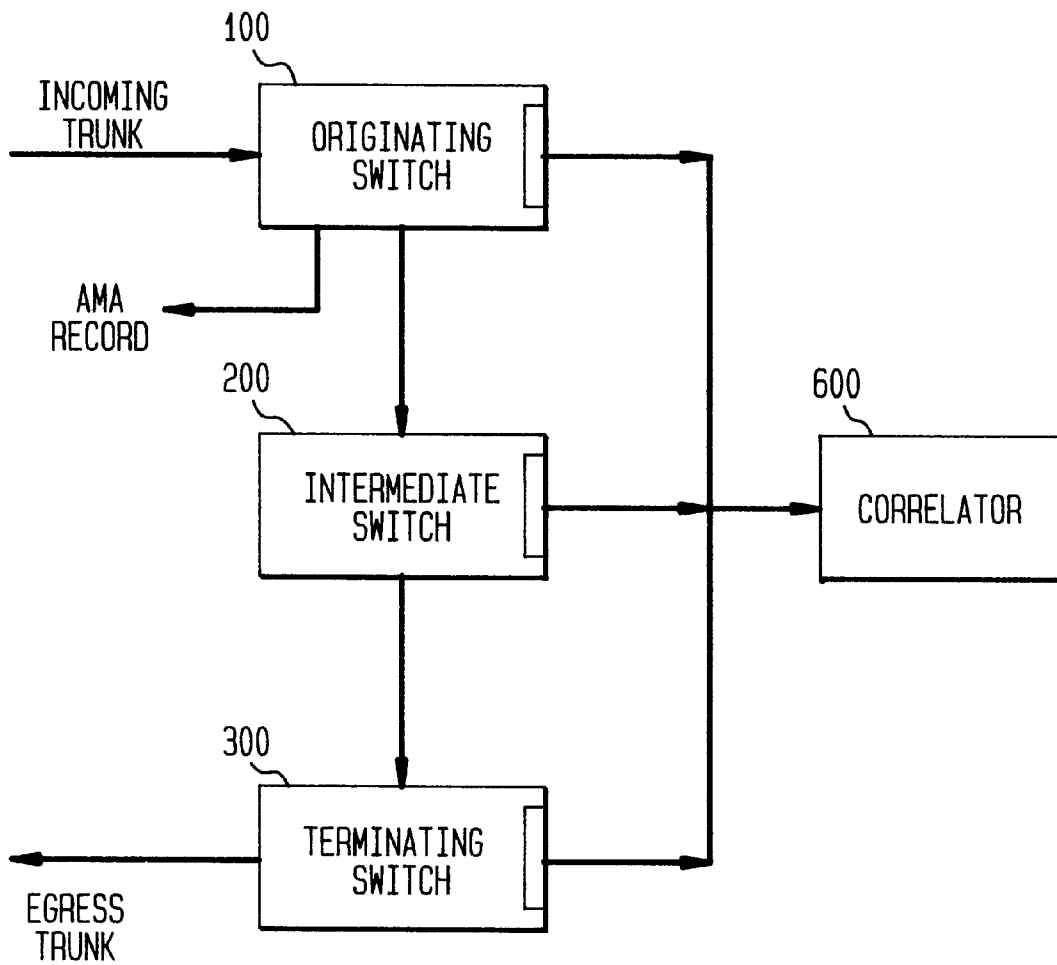 100
INCOMING
TRUNK
ORIGINATING
SWITCH
AMA
RECORD
200
INTERMEDIATE
SWITCH
600
CORRELATOR
300
TERMINATING
SWITCH
EGRESS
TRUNK